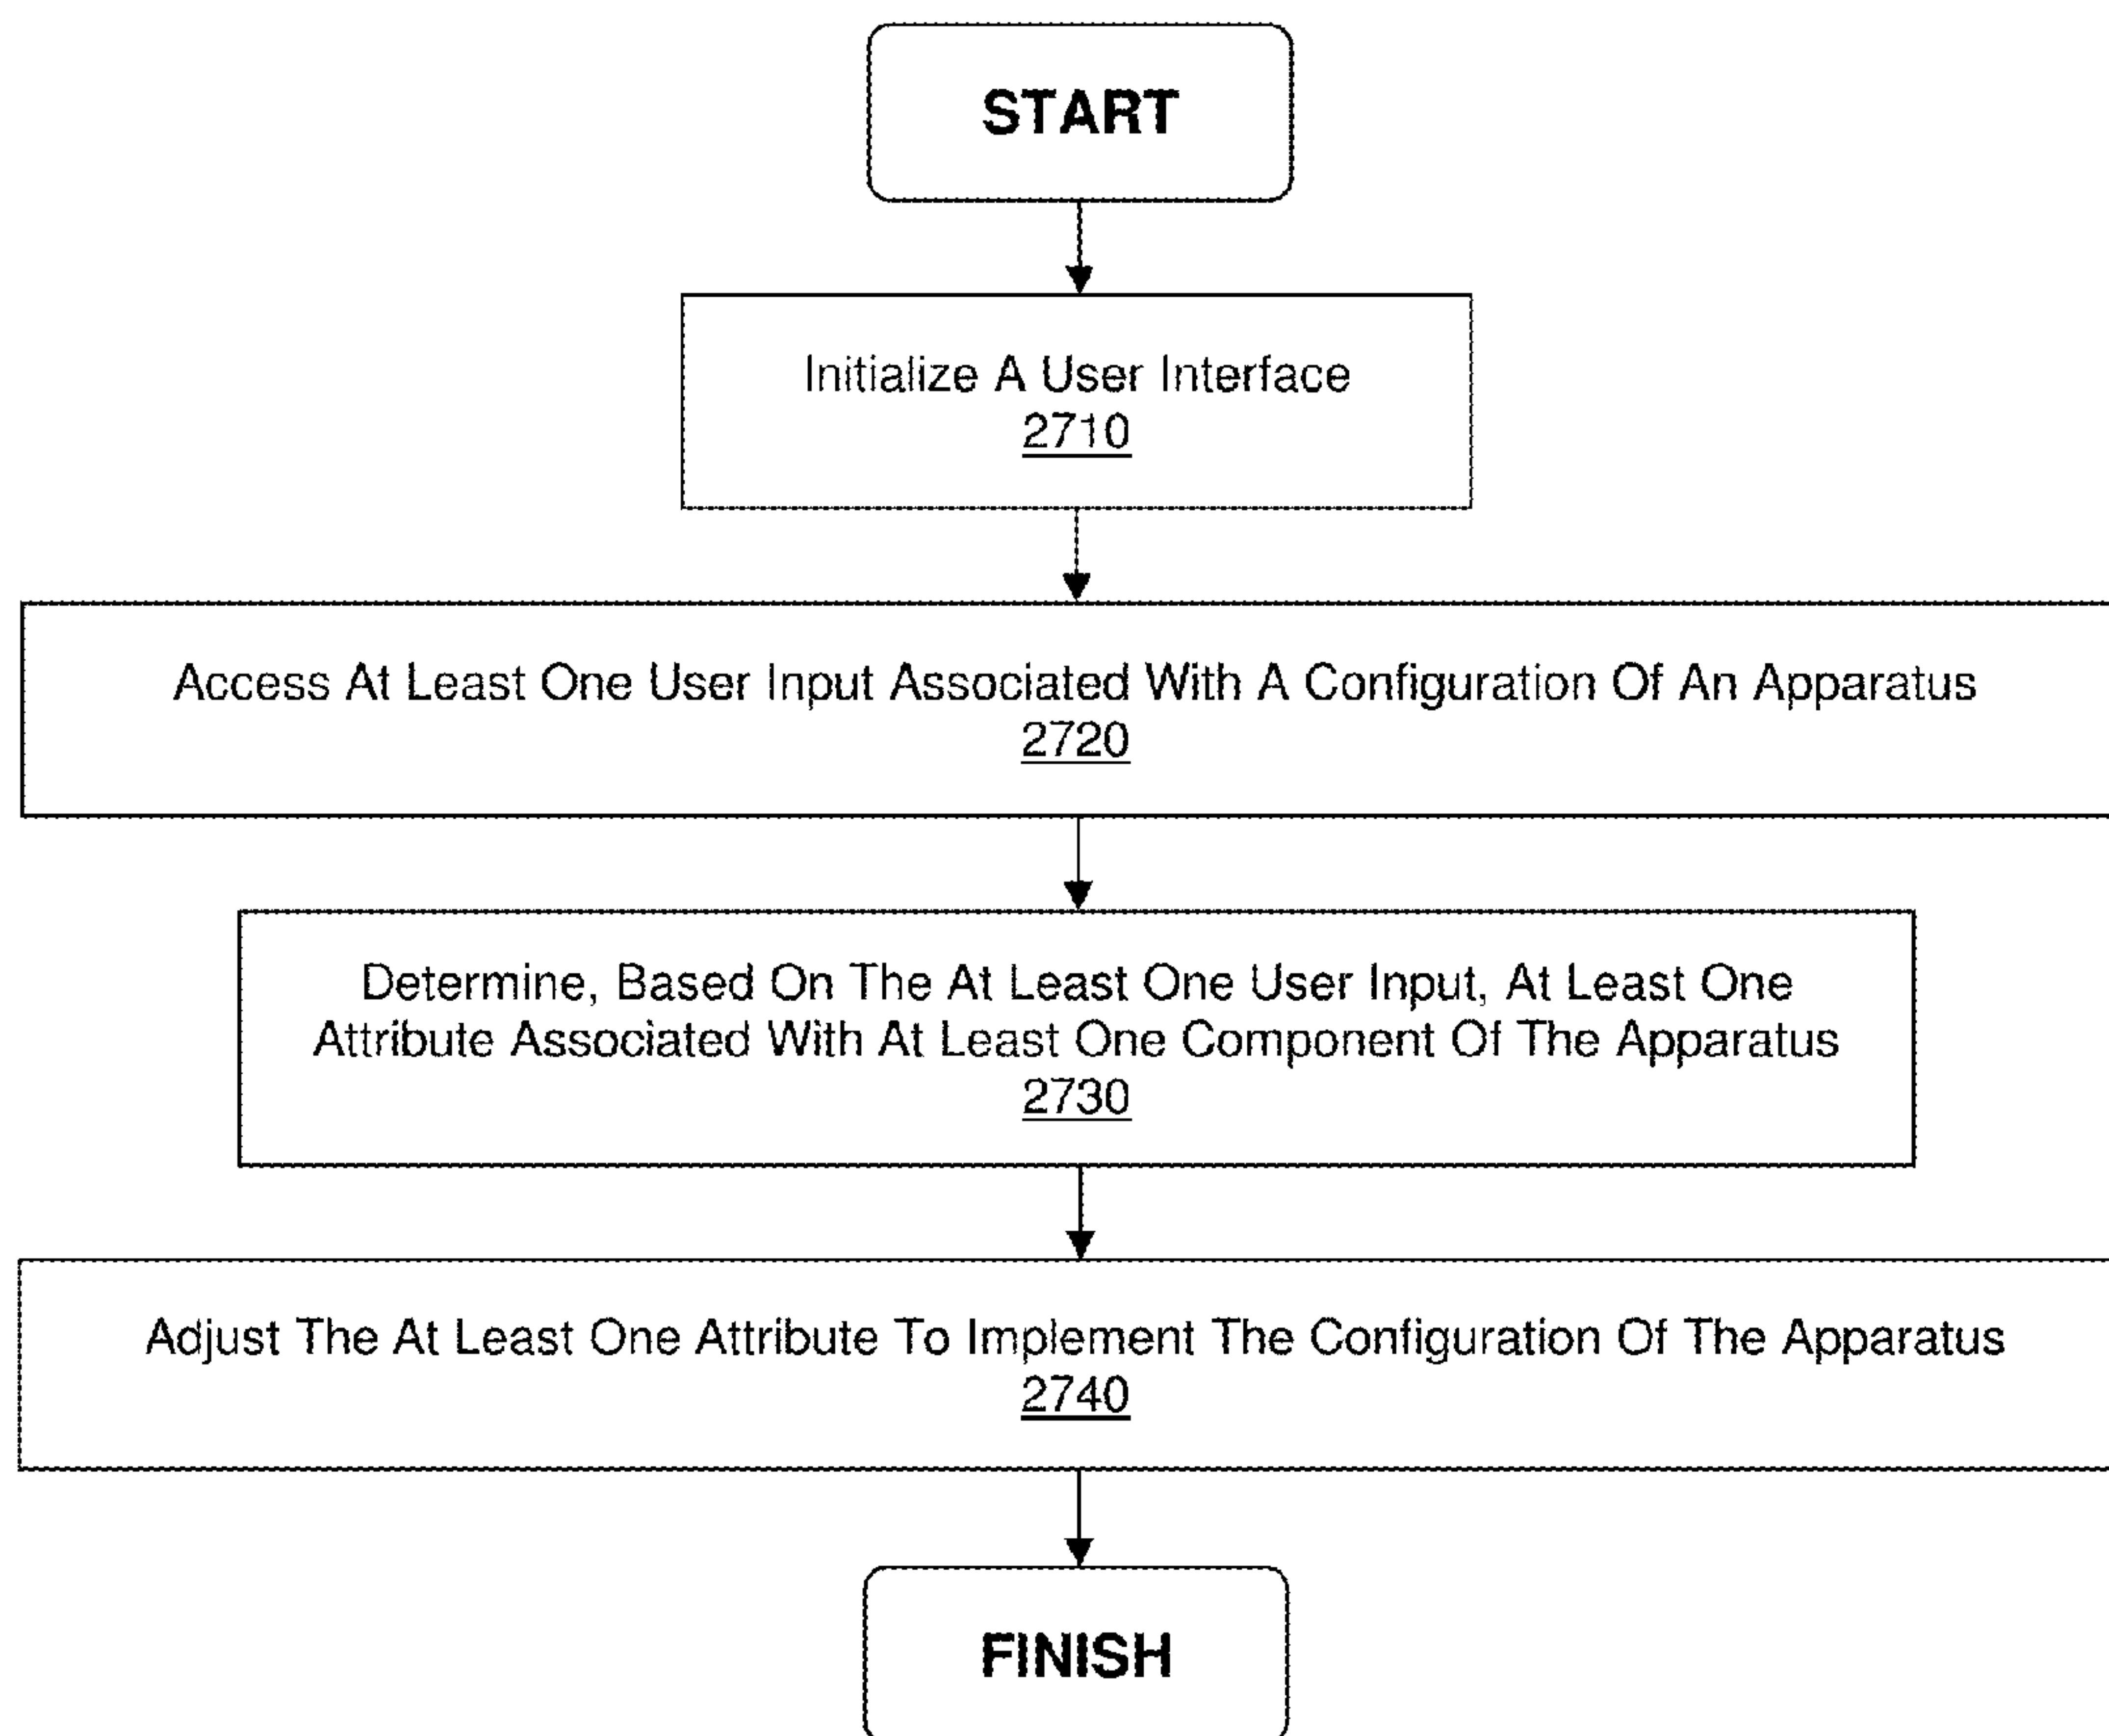 START
Initialize A User Interface
2710
Access At Least One User Input Associated With A Configuration Of An Apparatus
2720
Determine, Based On The At Least One User Input, At Least One
Attribute Associated With At Least One Component Of The Apparatus
2730
Adjust The At Least One Attribute To Implement The Configuration Of The Apparatus
2740
FINISH